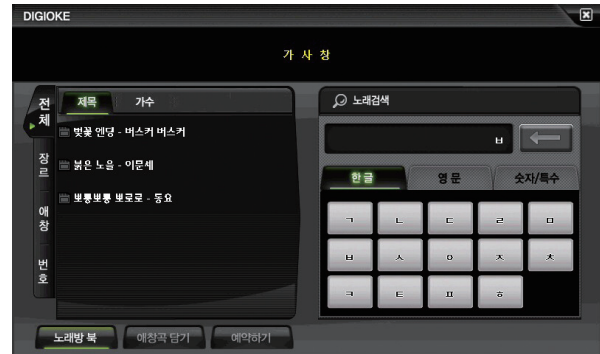 DIGIOKE
가 사 창
전체
장르
애창
번호
제목 가수
벚꽃 엔딩 - 버스커 버스커
붉은 노을 - 이문세
뽀롱뽀롱 뽀로로 - 동요
노래검색
ㅂ
한글 영문 숫자/특수
ㄱ ㄴ ㄷ ㄹ ㅁ
ㅂ ㅅ ㅇ ㅈ ㅊ
ㅋ ㅌ ㅍ ㅎ
노래방 북 애창곡 담기 예약하기